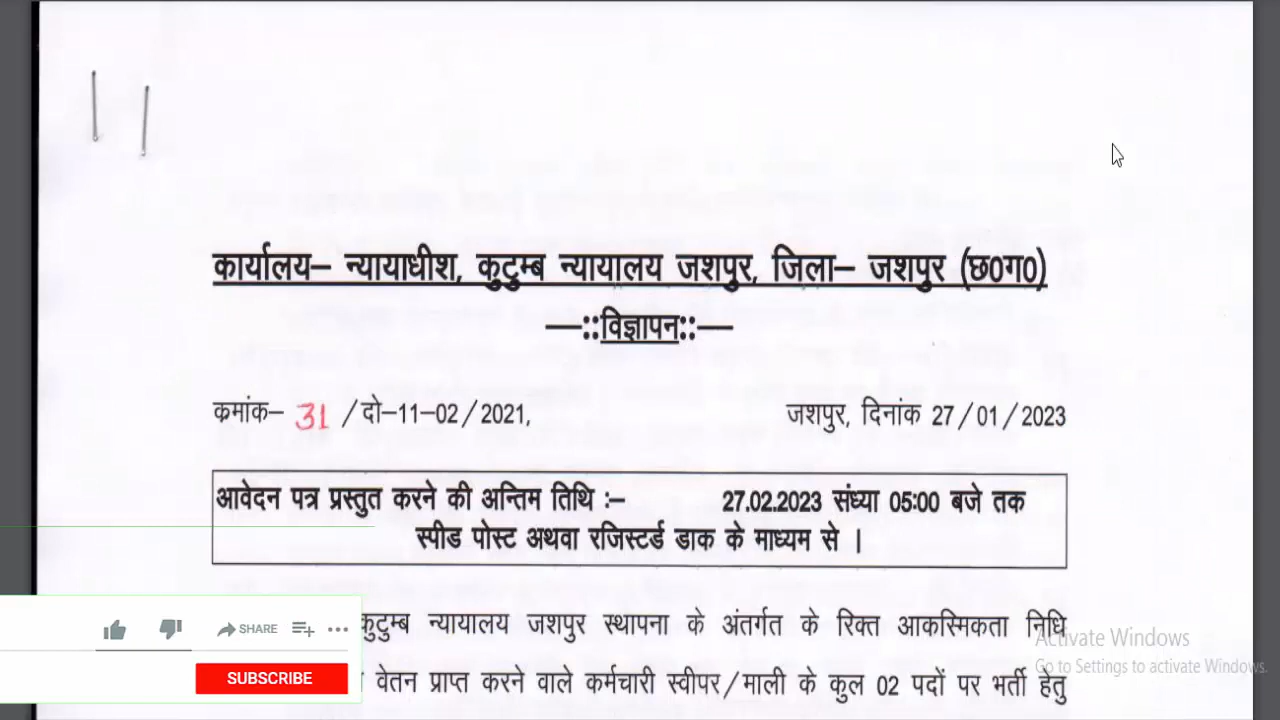 कार्यालय– न्यायाधीश, कुटुम्ब न्यायालय जशपुर, जिला– जशपुर (छ0ग0)
—::विज्ञापन::—
क्रमांक– 31 /दो–11–02/2021,
जशपुर, दिनांक 27/01/2023
आवेदन पत्र प्रस्तुत करने की अन्तिम तिथि :– 27.02.2023 संध्या 05:00 बजे तक
स्पीड पोस्ट अथवा रजिस्टर्ड डाक के माध्यम से ।
कुटुम्ब न्यायालय जशपुर स्थापना के अंतर्गत के रिक्त आकस्मिकता निधि
वेतन प्राप्त करने वाले कर्मचारी स्वीपर/माली के कुल 02 पदों पर भर्ती हेतु
SHARE
SUBSCRIBE
Activate Windows
Go to Settings to activate Windows.